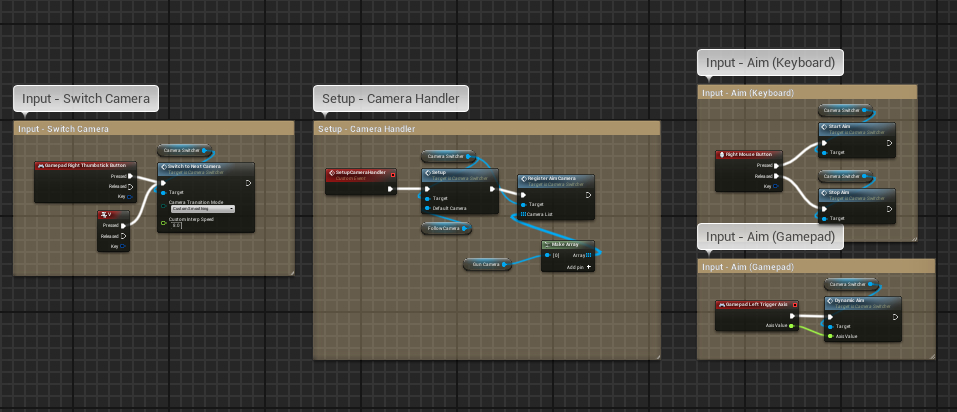 Input - Switch Camera
Input - Switch Camera
Camera Switcher
Gamepad Right Thumbstick Button
Pressed
Released
Key
Switch to Next Camera
Target is Camera Switcher
Target
Camera Transition Mode
Custom Interp Speed
0.0
V
Pressed
Released
Key
Setup - Camera Handler
Setup - Camera Handler
Camera Switcher
SetupCameraHandler
Custom Event
Setup
Target is Camera Switcher
Target
Default Camera
Follow Camera
Register Aim Camera
Target is Camera Switcher
Target
Camera List
Gun Camera
Make Array
[0]
Array
Add pin +
Input - Aim (Keyboard)
Input - Aim (Keyboard)
Camera Switcher
Right Mouse Button
Pressed
Released
Key
Start Aim
Target is Camera Switcher
Target
Camera Switcher
Stop Aim
Target is Camera Switcher
Target
Input - Aim (Gamepad)
Input - Aim (Gamepad)
Camera Switcher
Gamepad Left Trigger Axis
Axis Value
Dynamic Aim
Target is Camera Switcher
Target
Axis Value